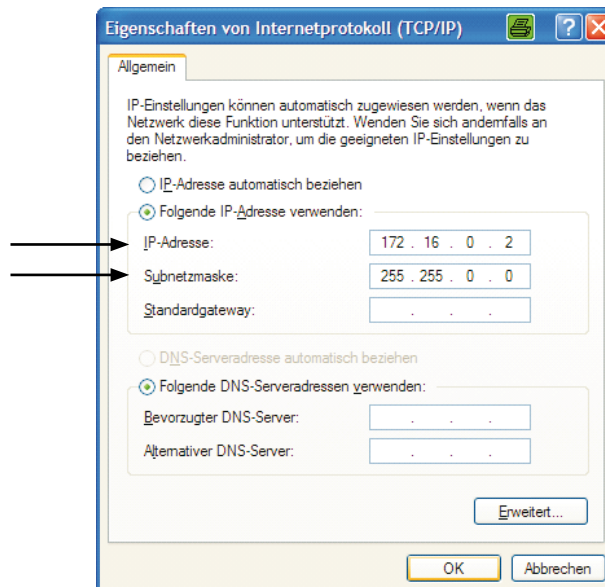 Eigenschaften von Internetprotokoll (TCP/IP)
Allgemein
IP-Einstellungen können automatisch zugewiesen werden, wenn das
Netzwerk diese Funktion unterstützt. Wenden Sie sich andernfalls an
den Netzwerkadministrator, um die geeigneten IP-Einstellungen zu
beziehen.
IP-Adresse automatisch beziehen
Folgende IP-Adresse verwenden:
IP-Adresse: 172 . 16 . 0 . 2
Subnetzmaske: 255 . 255 . 0 . 0
Standardgateway: . . .
DNS-Serveradresse automatisch beziehen
Folgende DNS-Serveradressen verwenden:
Bevorzugter DNS-Server: . . .
Alternativer DNS-Server: . . .
Erweitert...
OK Abbrechen